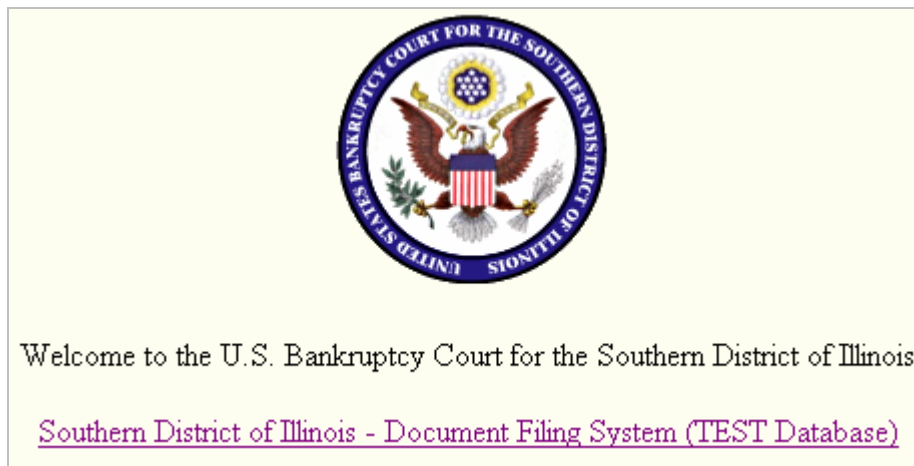 UNITED STATES BANKRUPTCY COURT FOR THE SOUTHERN DISTRICT OF ILLINOIS
Welcome to the U.S. Bankruptcy Court for the Southern District of Illinois
Southern District of Illinois - Document Filing System (TEST Database)